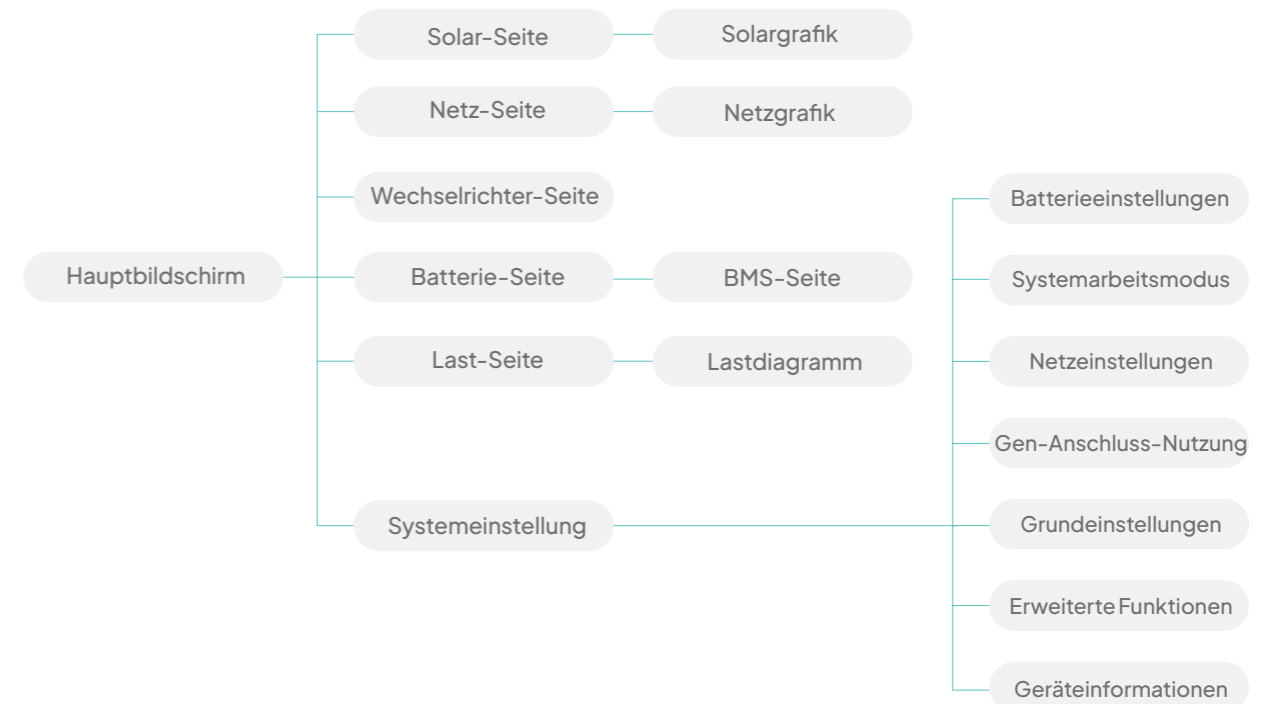 Solar-Seite
Solargrafik
Netz-Seite
Netzgrafik
Wechselrichter-Seite
Hauptbildschirm
Batterie-Seite
BMS-Seite
Last-Seite
Lastdiagramm
Systemeinstellung
Batterieeinstellungen
Systemarbeitsmodus
Netzeinstellungen
Gen-Anschluss-Nutzung
Grundeinstellungen
Erweiterte Funktionen
Geräteinformationen